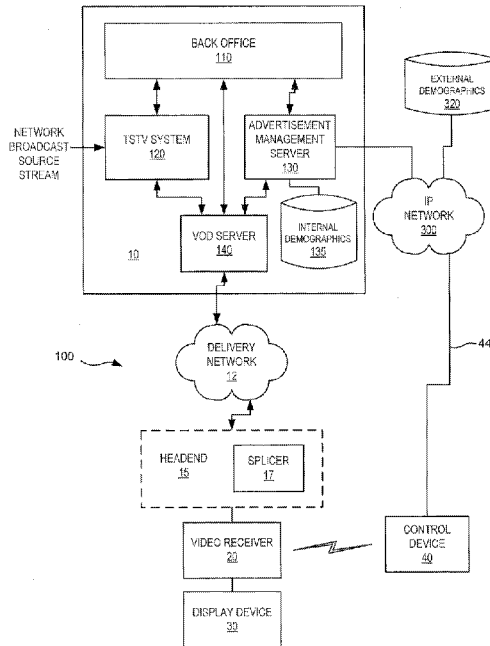 BACK OFFICE
110
EXTERNAL
DEMOGRAPHICS
320
NETWORK
BROADCAST
SOURCE
STREAM
TSTV SYSTEM
120
ADVERTISEMENT
MANAGEMENT
SERVER
130
IP
NETWORK
300
VOD SERVER
140
INTERNAL
DEMOGRAPHICS
135
10
44
DELIVERY
NETWORK
12
100
HEADEND
15
SPLICER
17
VIDEO RECEIVER
20
CONTROL
DEVICE
40
DISPLAY DEVICE
30